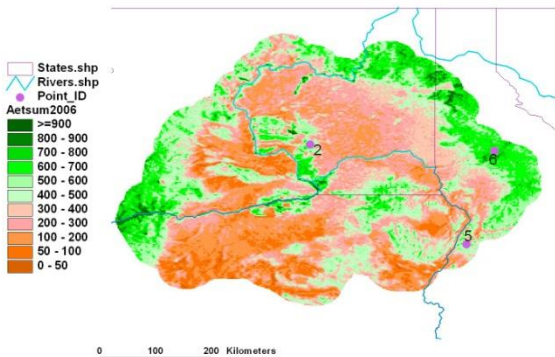 States.shp
Rivers.shp
Point_ID
Aetsum2006
>=900
800 - 900
700 - 800
600 - 700
500 - 600
400 - 500
300 - 400
200 - 300
100 - 200
50 - 100
0 - 50
2
6
5
0 100 200 Kilometers